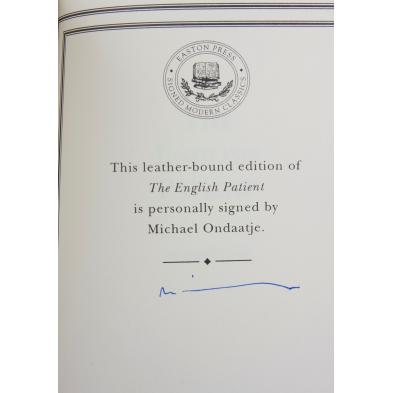 EASTON PRESS
SIGNED MODERN CLASSICS
This leather-bound edition of
The English Patient
is personally signed by
Michael Ondaatje.